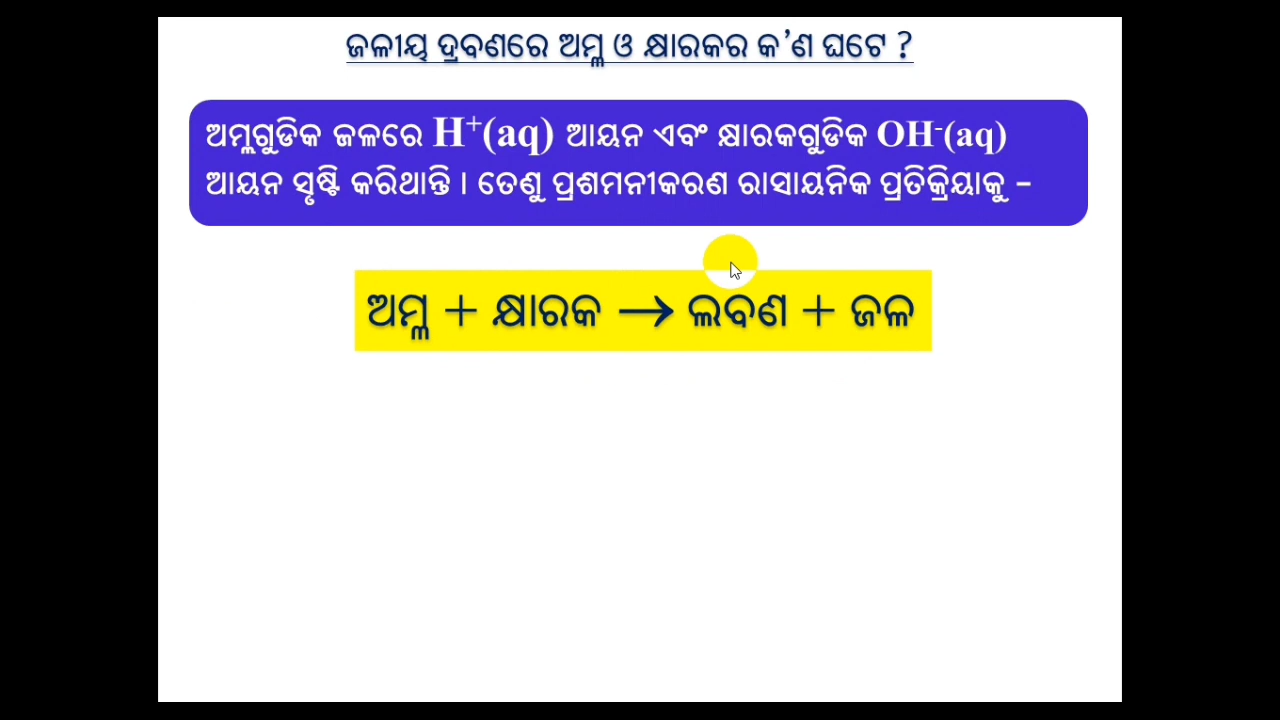 ଜଳୀୟ ଦ୍ରବଣରେ ଅମ୍ଳ ଓ କ୍ଷାରକର କ’ଣ ଘଟେ ?
ଅମ୍ଲଗୁଡିକ ଜଳରେ H⁺(aq) ଆୟନ ଏବଂ କ୍ଷାରକଗୁଡିକ OH⁻(aq)
ଆୟନ ସୃଷ୍ଟି କରିଥାନ୍ତି । ତେଣୁ ପ୍ରଶମନୀକରଣ ରାସାୟନିକ ପ୍ରତିକ୍ରିୟାକୁ –
ଅମ୍ଳ + କ୍ଷାରକ → ଲବଣ + ଜଳ